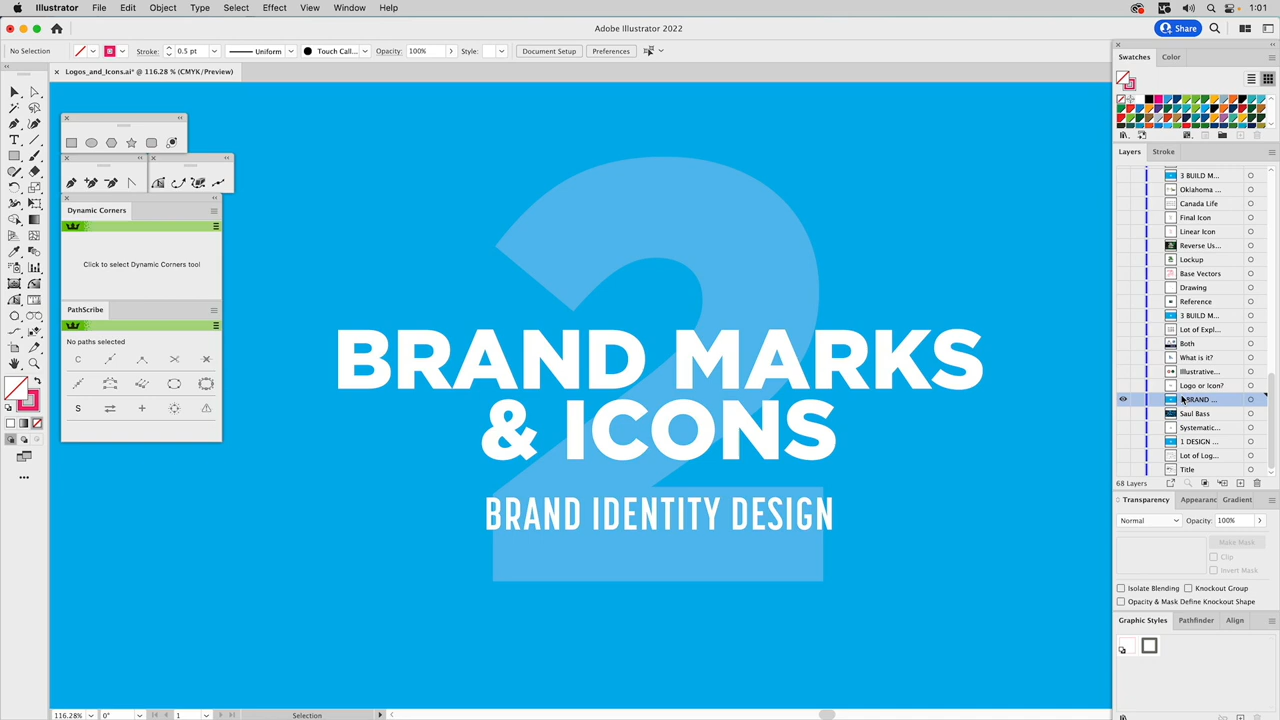 Illustrator File Edit Object Type Select Effect View Window Help 1:01
Adobe Illustrator 2022
Share
No Selection Stroke: 0.5 pt Uniform Touch Call... Opacity: 100% Style: Document Setup Preferences
× Logos_and_Icons.ai* @ 116.28 % (CMYK/Preview)
Dynamic Corners
Click to select Dynamic Corners tool
PathScribe
No paths selected
2
BRAND MARKS
& ICONS
BRAND IDENTITY DESIGN
Swatches Color
Layers Stroke
3 BUILD M...
Oklahoma ...
Canada Life
Final Icon
Linear Icon
Reverse Us...
Lockup
Base Vectors
Drawing
Reference
3 BUILD M...
Lot of Expl...
Both
What is it?
Illustrative...
Logo or Icon?
BRAND ...
Saul Bass
Systematic...
1 DESIGN ...
Lot of Log...
Title
68 Layers
Transparency Appearanc Gradient
Normal Opacity: 100%
Make Mask
Clip
Invert Mask
Isolate Blending Knockout Group
Opacity & Mask Define Knockout Shape
Graphic Styles Pathfinder Align
116.28% 0° 1 Selection